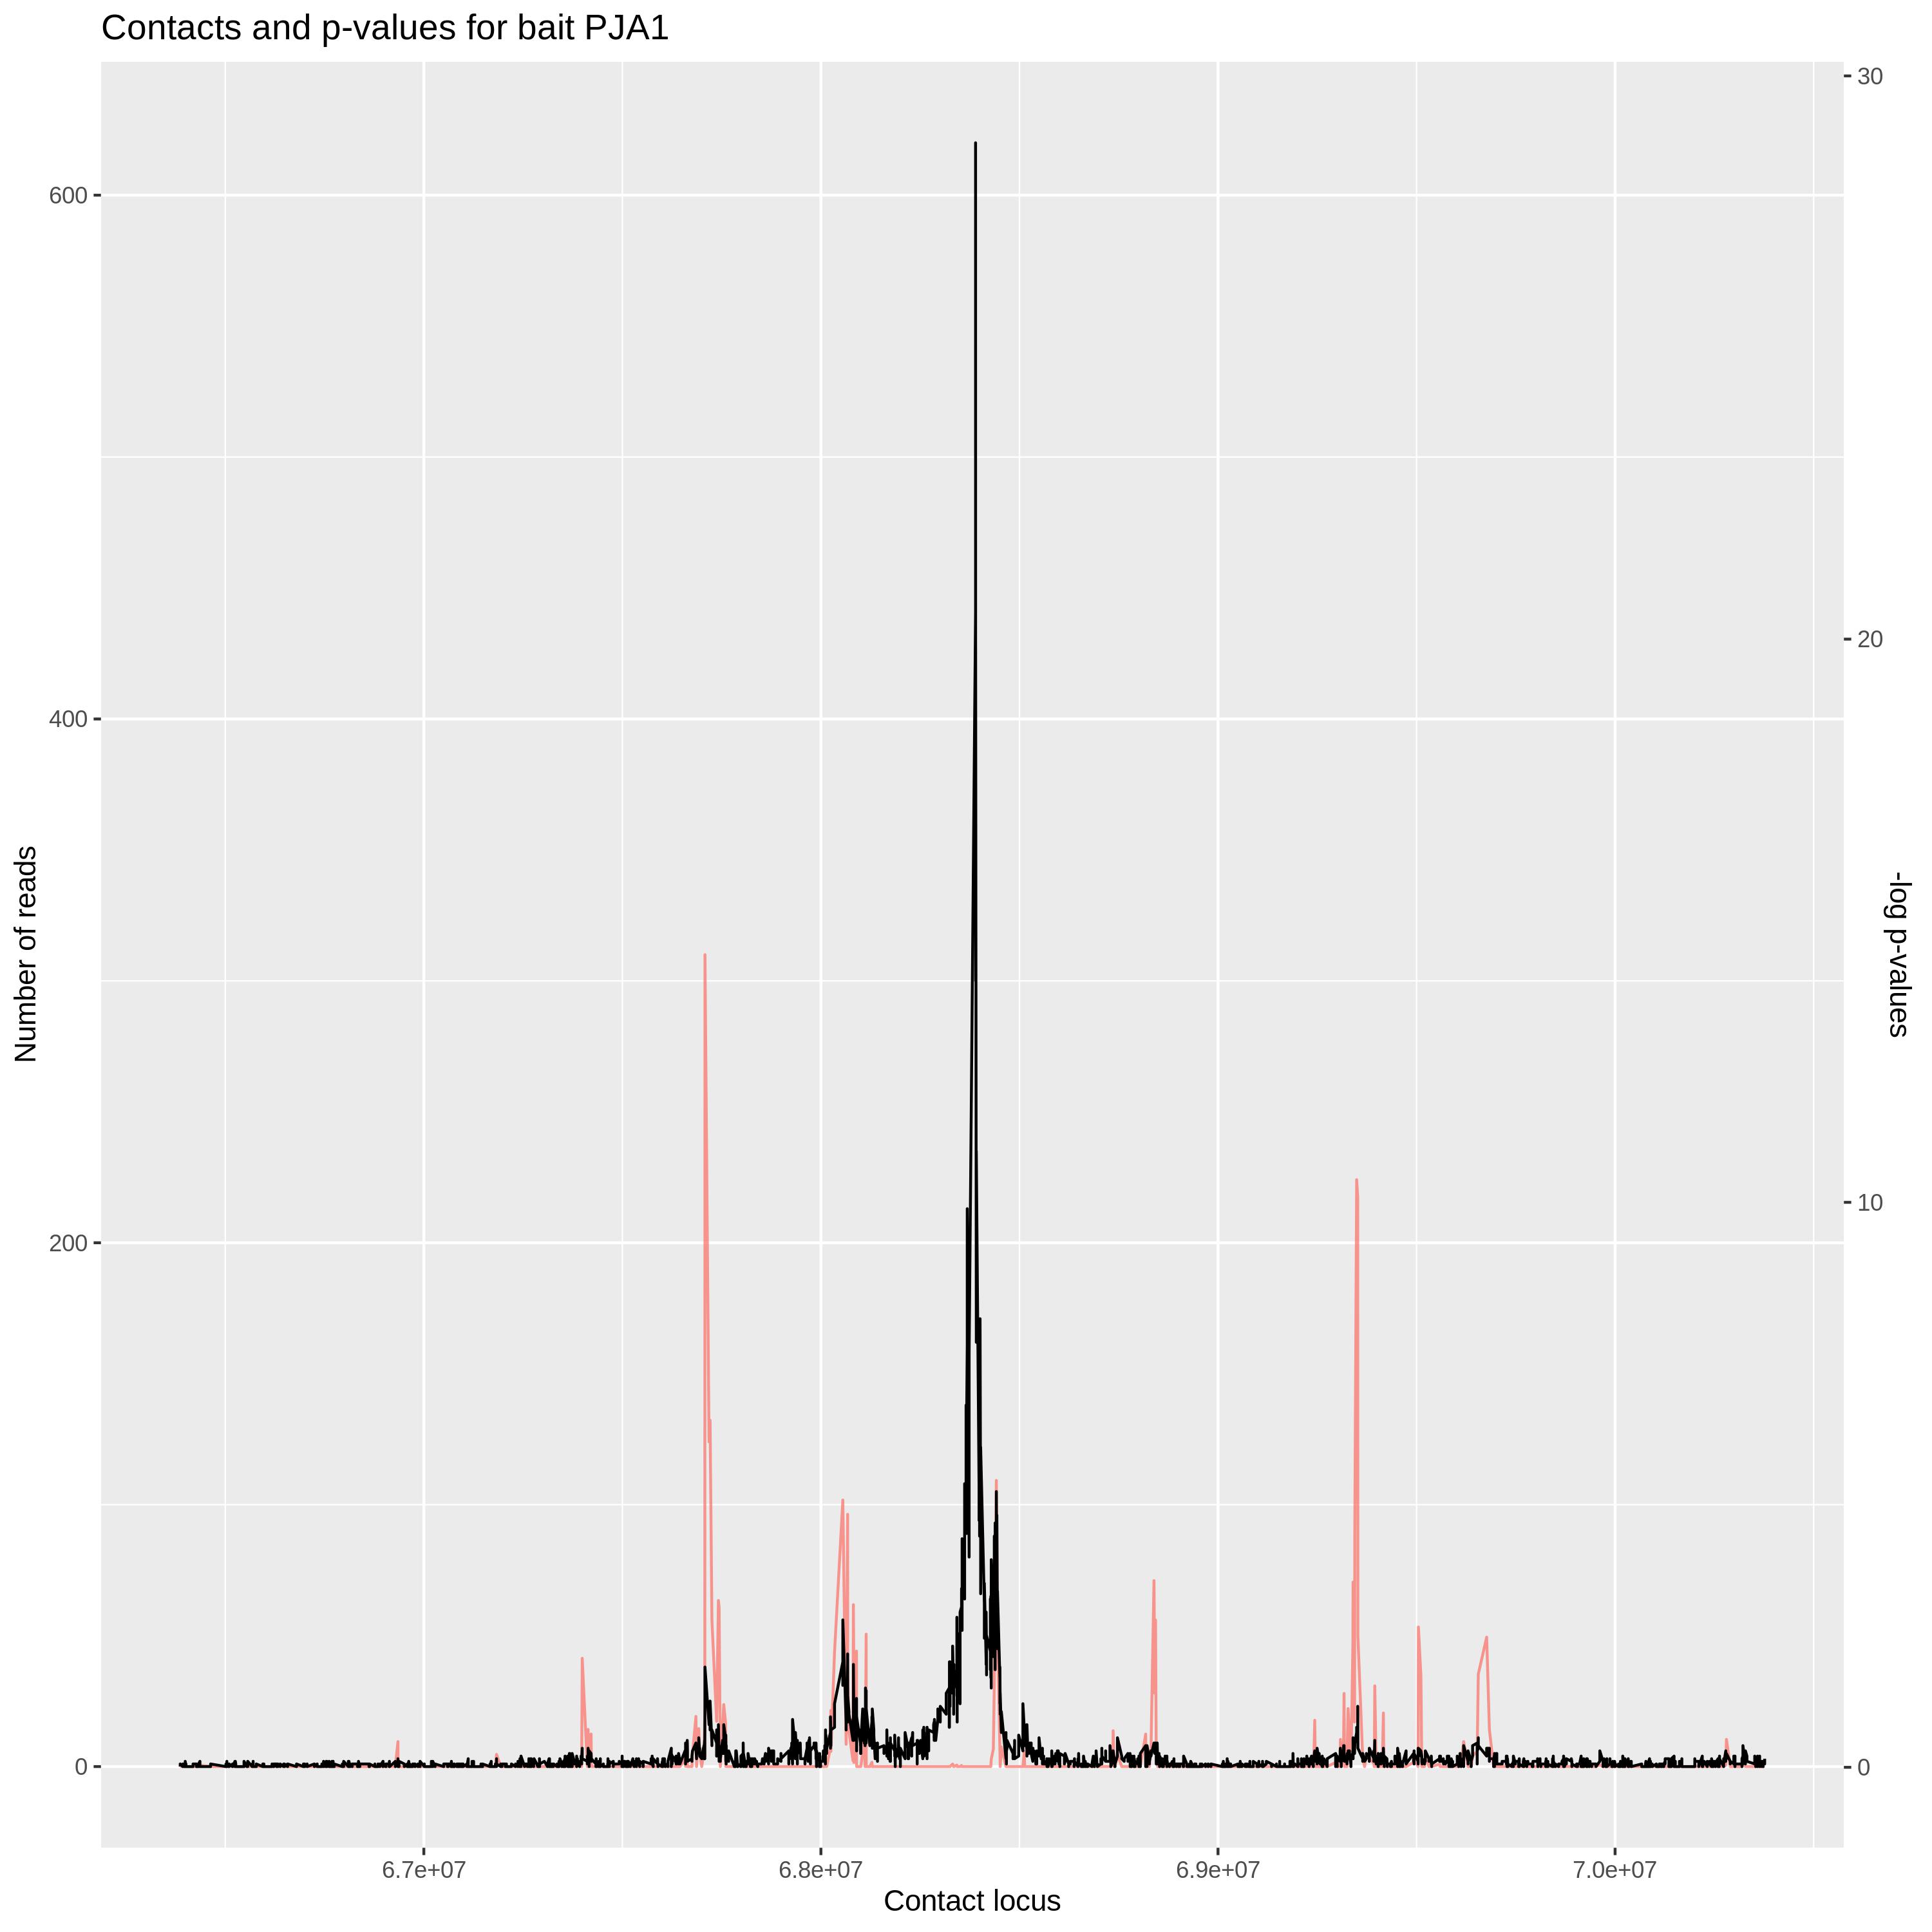 Contacts and p-values for bait PJA1
30
600
20
400
Number of reads
-log p-values
10
200
0
0
6.7e+07
6.8e+07
6.9e+07
7.0e+07
Contact locus